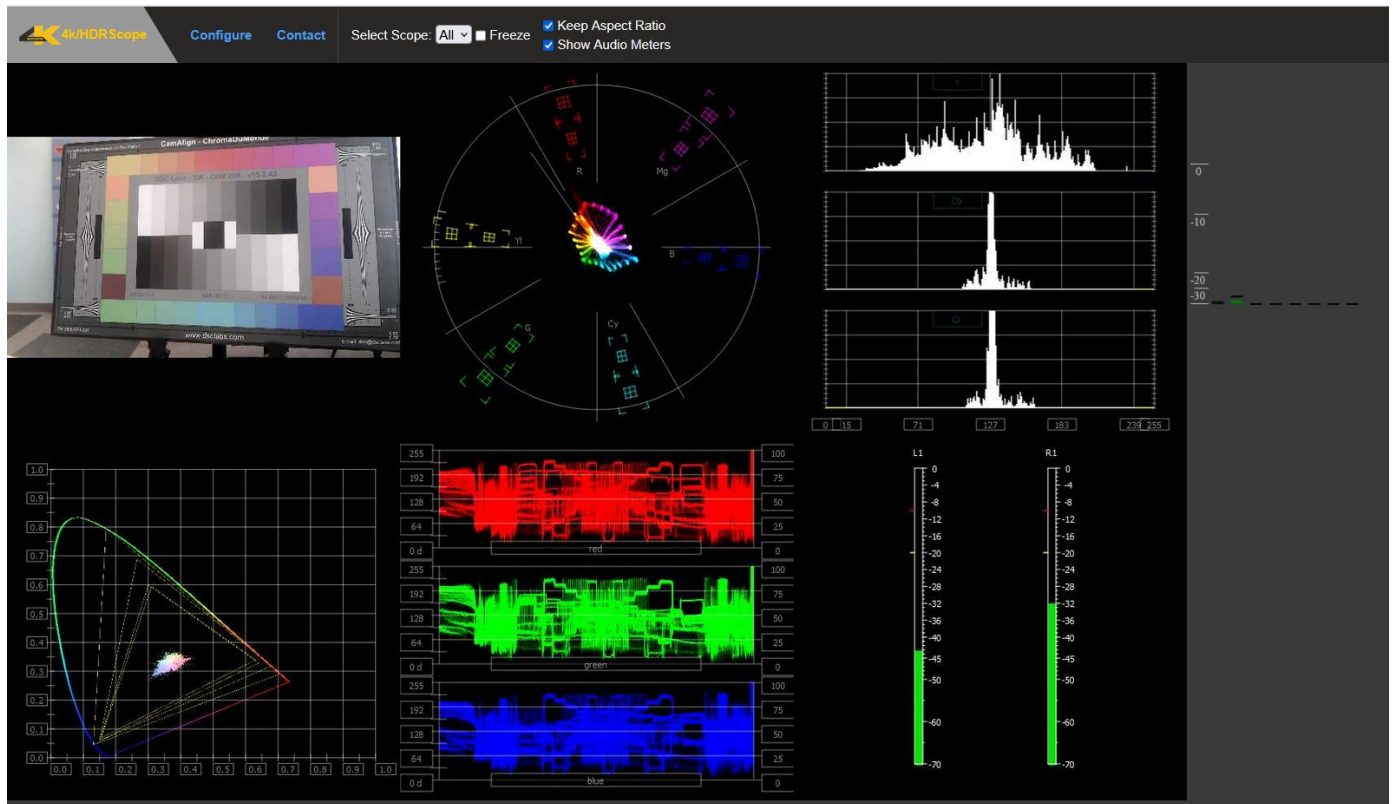 4K 4k/HDRScope
Configure
Contact
Select Scope: All
Freeze
Keep Aspect Ratio
Show Audio Meters
CamAlign - ChromaDuMonde
www.dsclabs.com
R
Mg
Yl
B
G
Cy
Y
Cb
Cr
0 15 71 127 183 239 255
0
-10
-20
-30
1.0
0.9
0.8
0.7
0.6
0.5
0.4
0.3
0.2
0.1
0.0
0.0 0.1 0.2 0.3 0.4 0.5 0.6 0.7 0.8 0.9 1.0
255 100
192 75
128 50
64 25
0 d red 0
255 100
192 75
128 50
64 25
0 d green 0
255 100
192 75
128 50
64 25
0 d blue 0
L1 R1
0 0
-4 -4
-8 -8
-12 -12
-16 -16
-20 -20
-24 -24
-28 -28
-32 -32
-36 -36
-40 -40
-45 -45
-50 -50
-60 -60
-70 -70